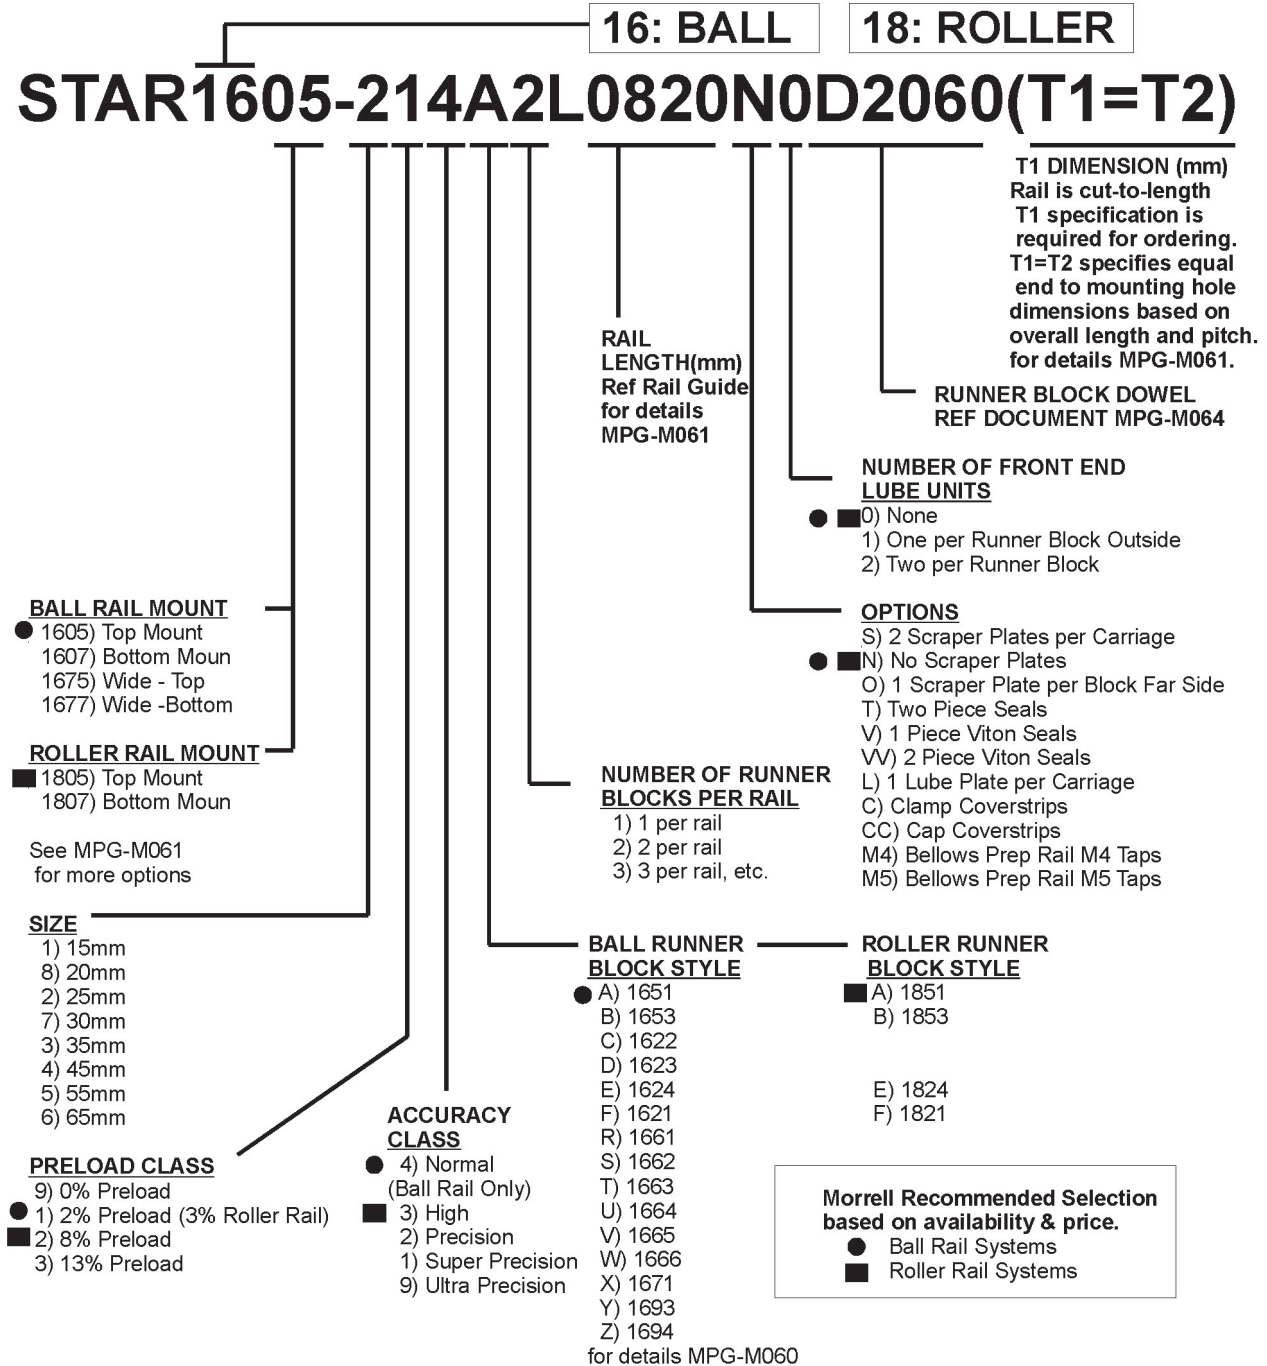 16: BALL
18: ROLLER
STAR1605-214A2L0820N0D2060(T1=T2)
T1 DIMENSION (mm)
Rail is cut-to-length
T1 specification is
required for ordering.
T1=T2 specifies equal
end to mounting hole
dimensions based on
overall length and pitch.
for details MPG-M061.
RAIL
LENGTH(mm)
Ref Rail Guide
for details
MPG-M061
RUNNER BLOCK DOWEL
REF DOCUMENT MPG-M064
NUMBER OF FRONT END
LUBE UNITS
0) None
1) One per Runner Block Outside
2) Two per Runner Block
BALL RAIL MOUNT
1605) Top Mount
1607) Bottom Moun
1675) Wide - Top
1677) Wide -Bottom
ROLLER RAIL MOUNT
1805) Top Mount
1807) Bottom Moun
See MPG-M061
for more options
OPTIONS
S) 2 Scraper Plates per Carriage
N) No Scraper Plates
O) 1 Scraper Plate per Block Far Side
T) Two Piece Seals
V) 1 Piece Viton Seals
VV) 2 Piece Viton Seals
L) 1 Lube Plate per Carriage
C) Clamp Coverstrips
CC) Cap Coverstrips
M4) Bellows Prep Rail M4 Taps
M5) Bellows Prep Rail M5 Taps
NUMBER OF RUNNER
BLOCKS PER RAIL
1) 1 per rail
2) 2 per rail
3) 3 per rail, etc.
SIZE
1) 15mm
8) 20mm
2) 25mm
7) 30mm
3) 35mm
4) 45mm
5) 55mm
6) 65mm
PRELOAD CLASS
9) 0% Preload
1) 2% Preload (3% Roller Rail)
2) 8% Preload
3) 13% Preload
ACCURACY
CLASS
4) Normal
(Ball Rail Only)
3) High
2) Precision
1) Super Precision
9) Ultra Precision
BALL RUNNER
BLOCK STYLE
A) 1651
B) 1653
C) 1622
D) 1623
E) 1624
F) 1621
R) 1661
S) 1662
T) 1663
U) 1664
V) 1665
W) 1666
X) 1671
Y) 1693
Z) 1694
for details MPG-M060
ROLLER RUNNER
BLOCK STYLE
A) 1851
B) 1853
E) 1824
F) 1821
Morrell Recommended Selection
based on availability & price.
Ball Rail Systems
Roller Rail Systems